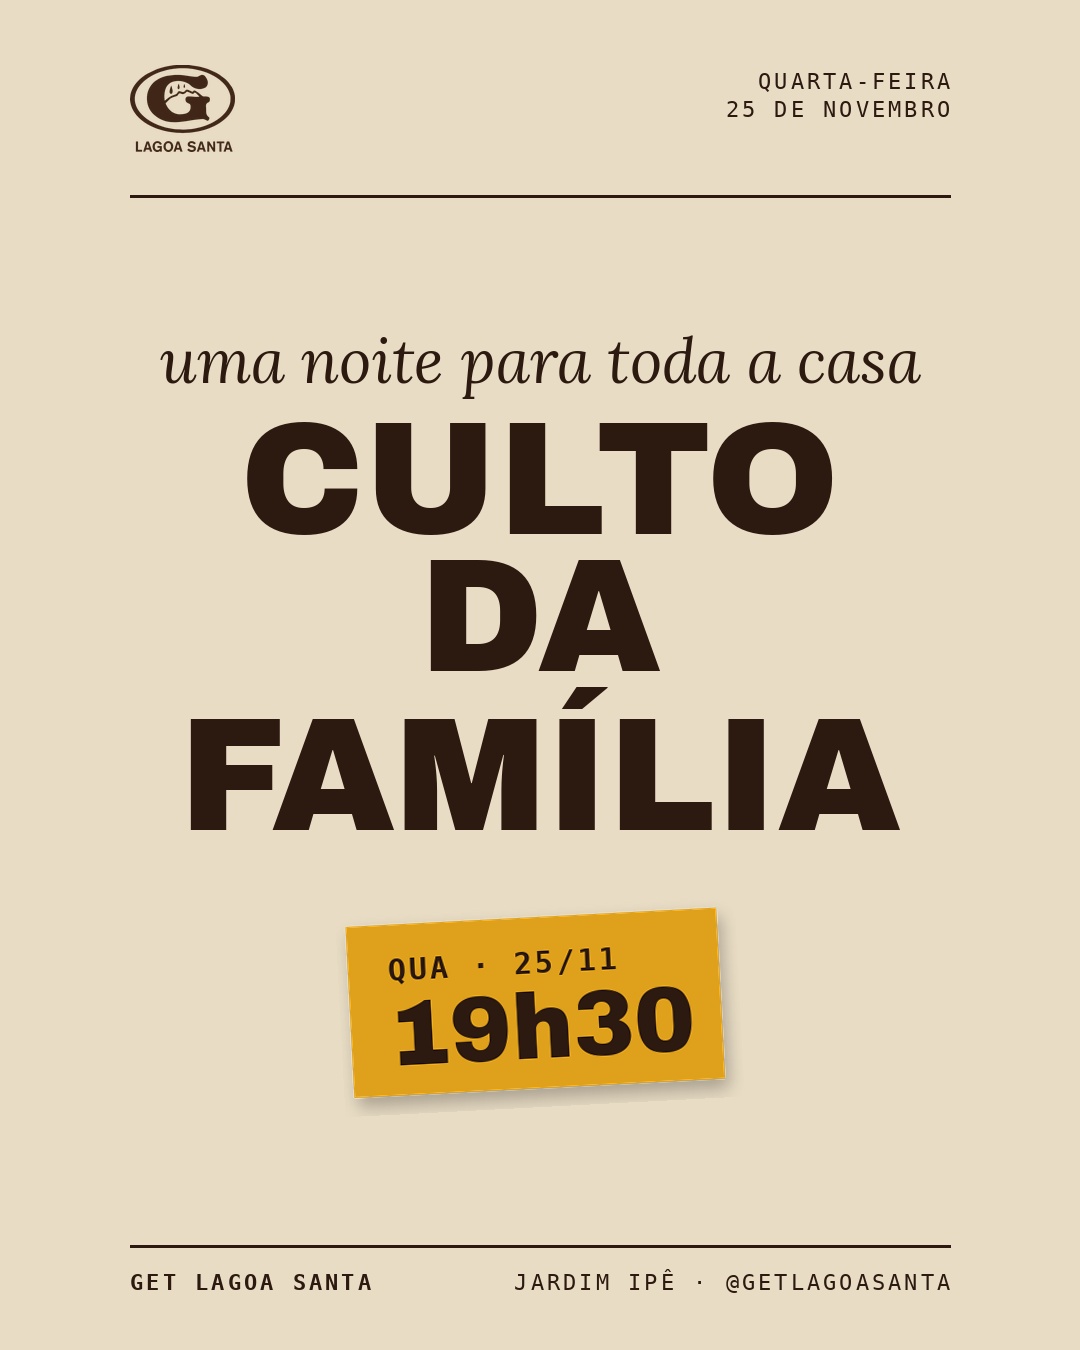 G
LAGOA SANTA
QUARTA-FEIRA
25 DE NOVEMBRO
uma noite para toda a casa
CULTO
DA
FAMÍLIA
QUA · 25/11
19h30
GET LAGOA SANTA
JARDIM IPÊ · @GETLAGOASANTA